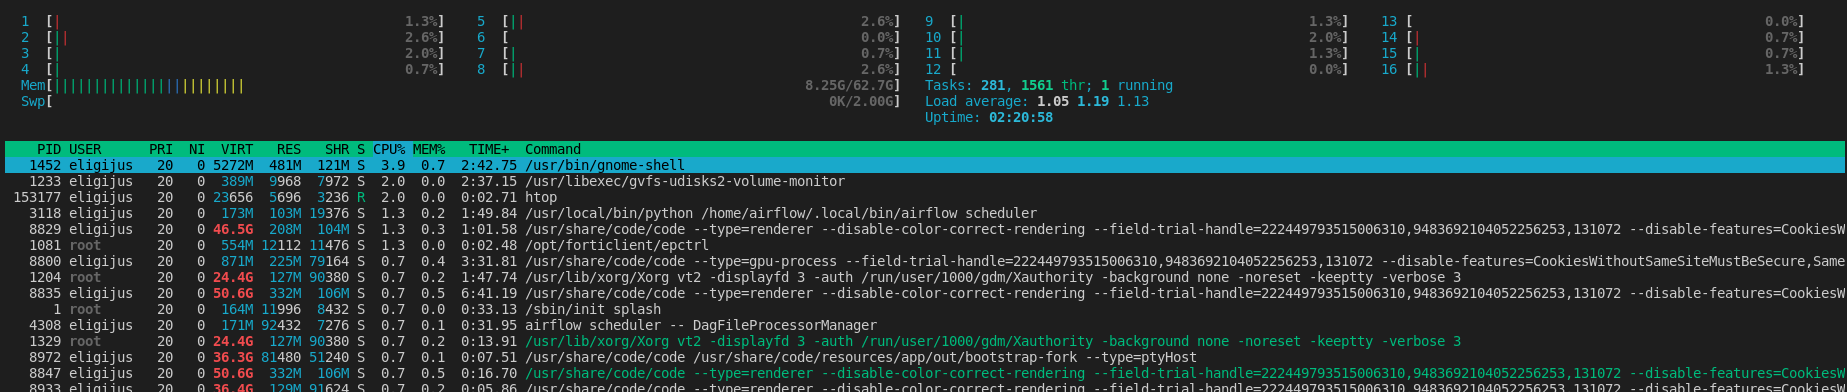 1 [| 1.3%] 5 [|| 2.6%] 9 [| 1.3%] 13 [ 0.0%]
2 [|| 2.6%] 6 [ 0.0%] 10 [| 2.0%] 14 [| 0.7%]
3 [| 2.0%] 7 [| 0.7%] 11 [| 1.3%] 15 [| 0.7%]
4 [| 0.7%] 8 [|| 2.6%] 12 [ 0.0%] 16 [|| 1.3%]
Mem[|||||||||||||||||||||||| 8.25G/62.7G] Tasks: 281, 1561 thr; 1 running
Swp[ 0K/2.00G] Load average: 1.05 1.19 1.13
Uptime: 02:20:58
PID USER PRI NI VIRT RES SHR S CPU% MEM% TIME+ Command
1452 eligijus 20 0 5272M 481M 121M S 3.9 0.7 2:42.75 /usr/bin/gnome-shell
1233 eligijus 20 0 389M 9968 7972 S 2.0 0.0 2:37.15 /usr/libexec/gvfs-udisks2-volume-monitor
153177 eligijus 20 0 23656 5696 3236 R 2.0 0.0 0:02.71 htop
3118 eligijus 20 0 173M 103M 19376 S 1.3 0.2 1:49.84 /usr/local/bin/python /home/airflow/.local/bin/airflow scheduler
8829 eligijus 20 0 46.5G 208M 104M S 1.3 0.3 1:01.58 /usr/share/code/code --type=renderer --disable-color-correct-rendering --field-trial-handle=222449793515006310,9483692104052256253,131072 --disable-features=CookiesW
1081 root 20 0 554M 12112 11476 S 1.3 0.0 0:02.48 /opt/forticlient/epctrl
8800 eligijus 20 0 871M 225M 79164 S 0.7 0.4 3:31.81 /usr/share/code/code --type=gpu-process --field-trial-handle=222449793515006310,9483692104052256253,131072 --disable-features=CookiesWithoutSameSiteMustBeSecure,Same
1204 root 20 0 24.4G 127M 90380 S 0.7 0.2 1:47.74 /usr/lib/xorg/Xorg vt2 -displayfd 3 -auth /run/user/1000/gdm/Xauthority -background none -noreset -keeptty -verbose 3
8835 eligijus 20 0 50.6G 332M 106M S 0.7 0.5 6:41.19 /usr/share/code/code --type=renderer --disable-color-correct-rendering --field-trial-handle=222449793515006310,9483692104052256253,131072 --disable-features=CookiesW
1 root 20 0 164M 11996 8432 S 0.7 0.0 0:33.13 /sbin/init splash
4308 eligijus 20 0 171M 92432 7276 S 0.7 0.1 0:31.95 airflow scheduler -- DagFileProcessorManager
1329 root 20 0 24.4G 127M 90380 S 0.7 0.2 0:13.91 /usr/lib/xorg/Xorg vt2 -displayfd 3 -auth /run/user/1000/gdm/Xauthority -background none -noreset -keeptty -verbose 3
8972 eligijus 20 0 36.3G 81480 51240 S 0.7 0.1 0:07.51 /usr/share/code/code /usr/share/code/resources/app/out/bootstrap-fork --type=ptyHost
8847 eligijus 20 0 50.6G 332M 106M S 0.7 0.5 0:16.70 /usr/share/code/code --type=renderer --disable-color-correct-rendering --field-trial-handle=222449793515006310,9483692104052256253,131072 --disable-features=CookiesW
8933 eligijus 20 0 36.4G 129M 91624 S 0.7 0.2 0:05.86 /usr/share/code/code --type=renderer --disable-color-correct-rendering --field-trial-handle=222449793515006310,9483692104052256253,131072 --disable-features=CookiesW